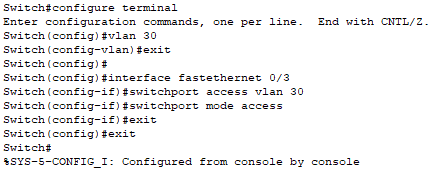 Switch#configure terminal
Enter configuration commands, one per line.  End with CNTL/Z.
Switch(config)#vlan 30
Switch(config-vlan)#exit
Switch(config)#
Switch(config)#interface fastethernet 0/3
Switch(config-if)#switchport access vlan 30
Switch(config-if)#switchport mode access
Switch(config-if)#exit
Switch(config)#exit
Switch#
%SYS-5-CONFIG_I: Configured from console by console